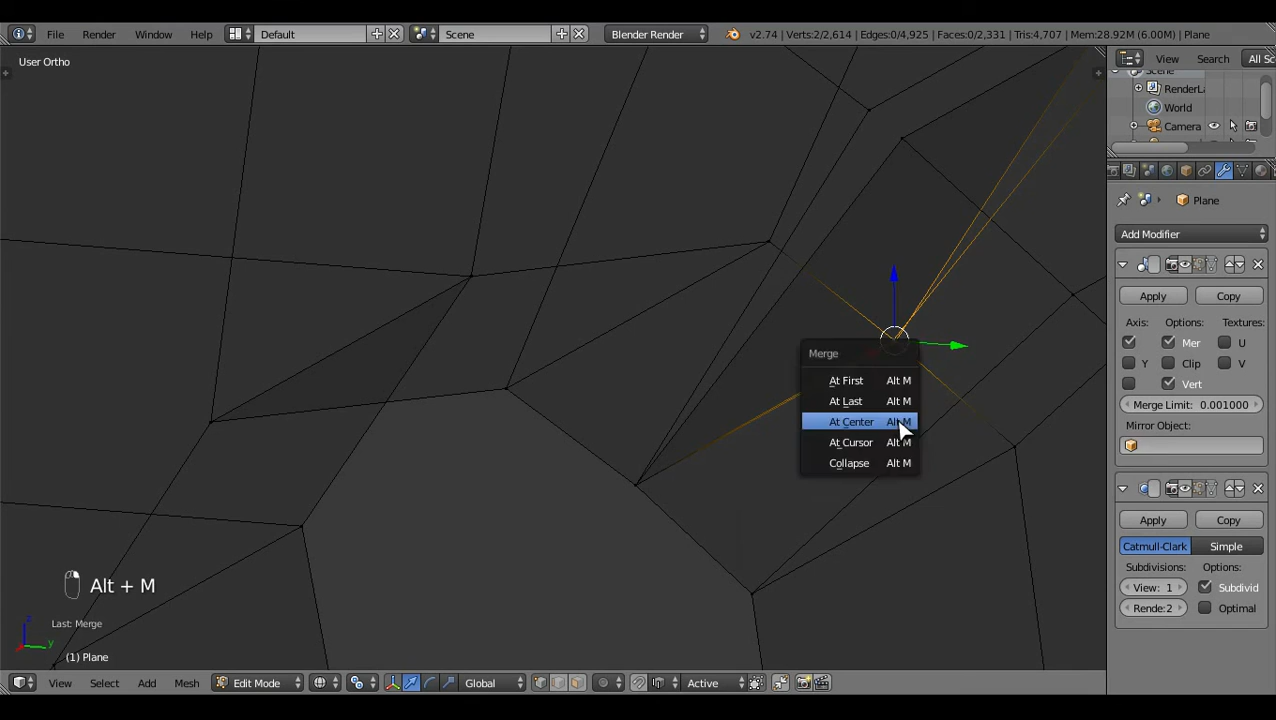 File Render Window Help Default Scene Blender Render v2.74 | Verts:2/2,614 | Edges:0/4,925 | Faces:0/2,331 | Tris:4,707 | Mem:28.92M (6.00M) | Plane
User Ortho
View Search All Sc
Scene
RenderLa
World
Camera
Plane
Add Modifier
Apply Copy
Axis: Options: Textures:
Mer U
Y Clip V
Vert
Merge Limit: 0.001000
Mirror Object:
Apply Copy
Catmull-Clark Simple
Subdivisions: Options:
View: 1 Subdivid
Rende:2 Optimal
Merge
At First Alt M
At Last Alt M
At Center Alt M
At Cursor Alt M
Collapse Alt M
Alt + M
Last: Merge
z
y
(1) Plane
View Select Add Mesh Edit Mode Global Active